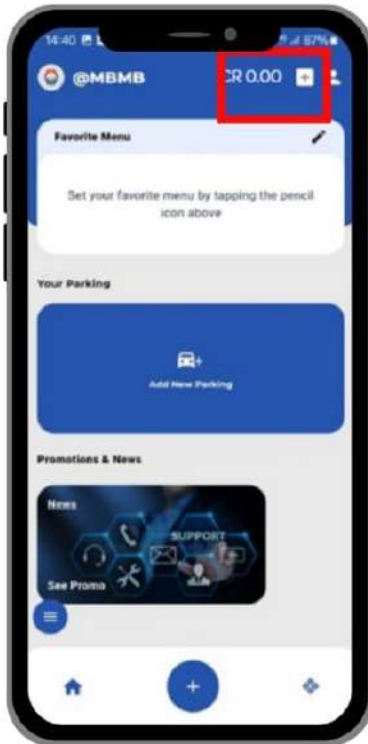 14:40
87%
@MBMB
CR 0.00
Favorite Menu
Set your favorite menu by tapping the pencil
icon above
Your Parking
Add New Parking
Promotions & News
News
SUPPORT
See Promo